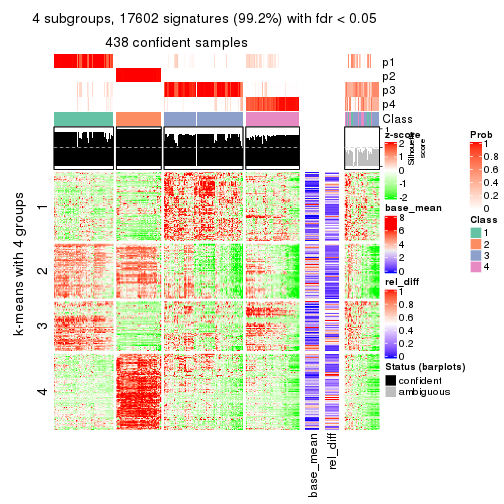 4 subgroups, 17602 signatures (99.2%) with fdr < 0.05
438 confident samples
p1
p2
p3
p4
Class
1
Silhouette
score
k-means with 4 groups
1
2
3
4
base_mean
rel_diff
z-score
2
1
0
-1
-2
base_mean
8
6
4
2
0
rel_diff
1
0.8
0.6
0.4
0.2
0
Status (barplots)
confident
ambiguous
Prob
1
0.8
0.6
0.4
0.2
0
Class
1
2
3
4